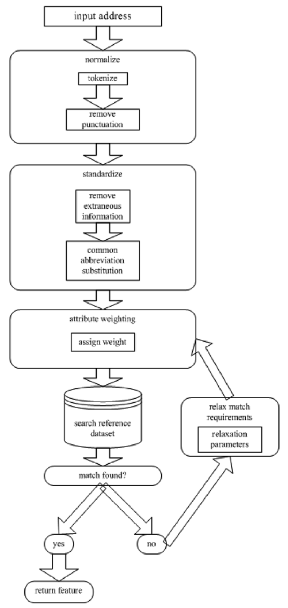 input address
normalize
tokenize
remove
punctuation
standardize
remove
extraneous
information
common
abbreviation
substitution
attribute weighting
assign weight
search reference
dataset
relax match
requirements
relaxation
parameters
match found?
yes
no
return feature